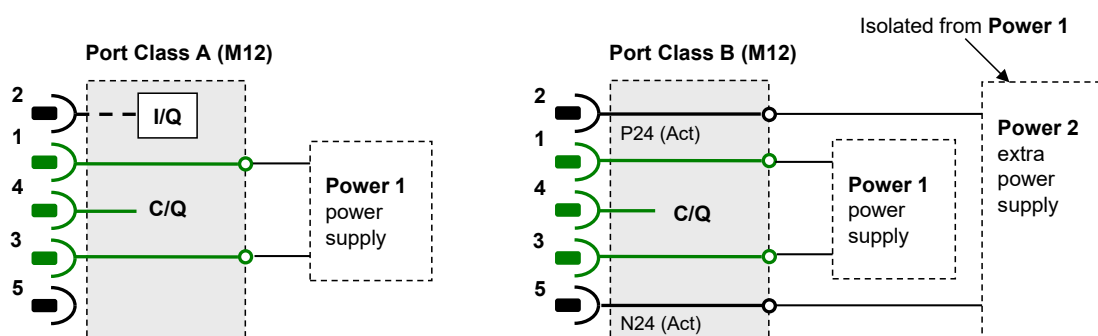 Isolated from Power 1
Port Class A (M12)
2
I/Q
1
4
C/Q
3
5
Power 1
power
supply
Port Class B (M12)
2
P24 (Act)
1
4
C/Q
3
5
N24 (Act)
Power 1
power
supply
Power 2
extra
power
supply